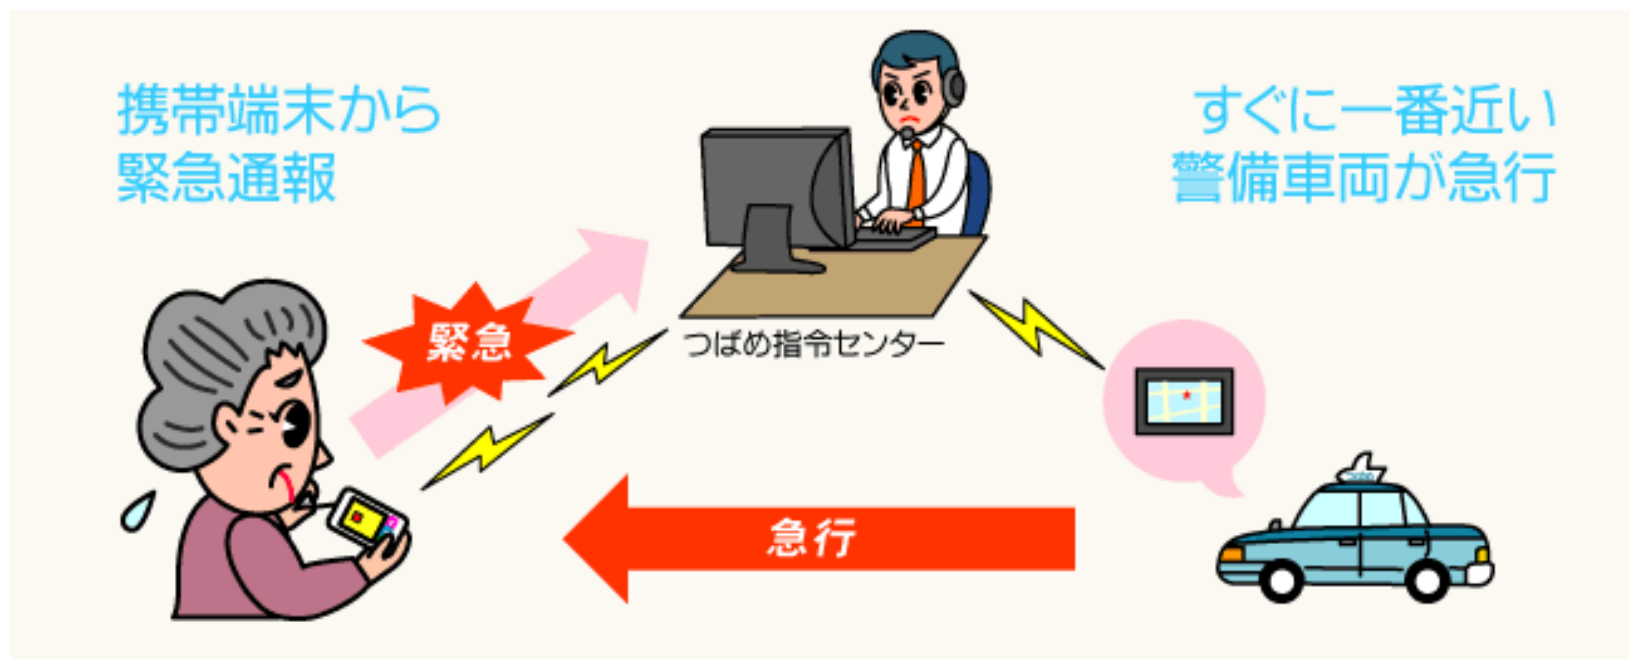 携帯端末から
緊急通報
すぐに一番近い
警備車両が急行
緊急
つばめ指令センター
急行